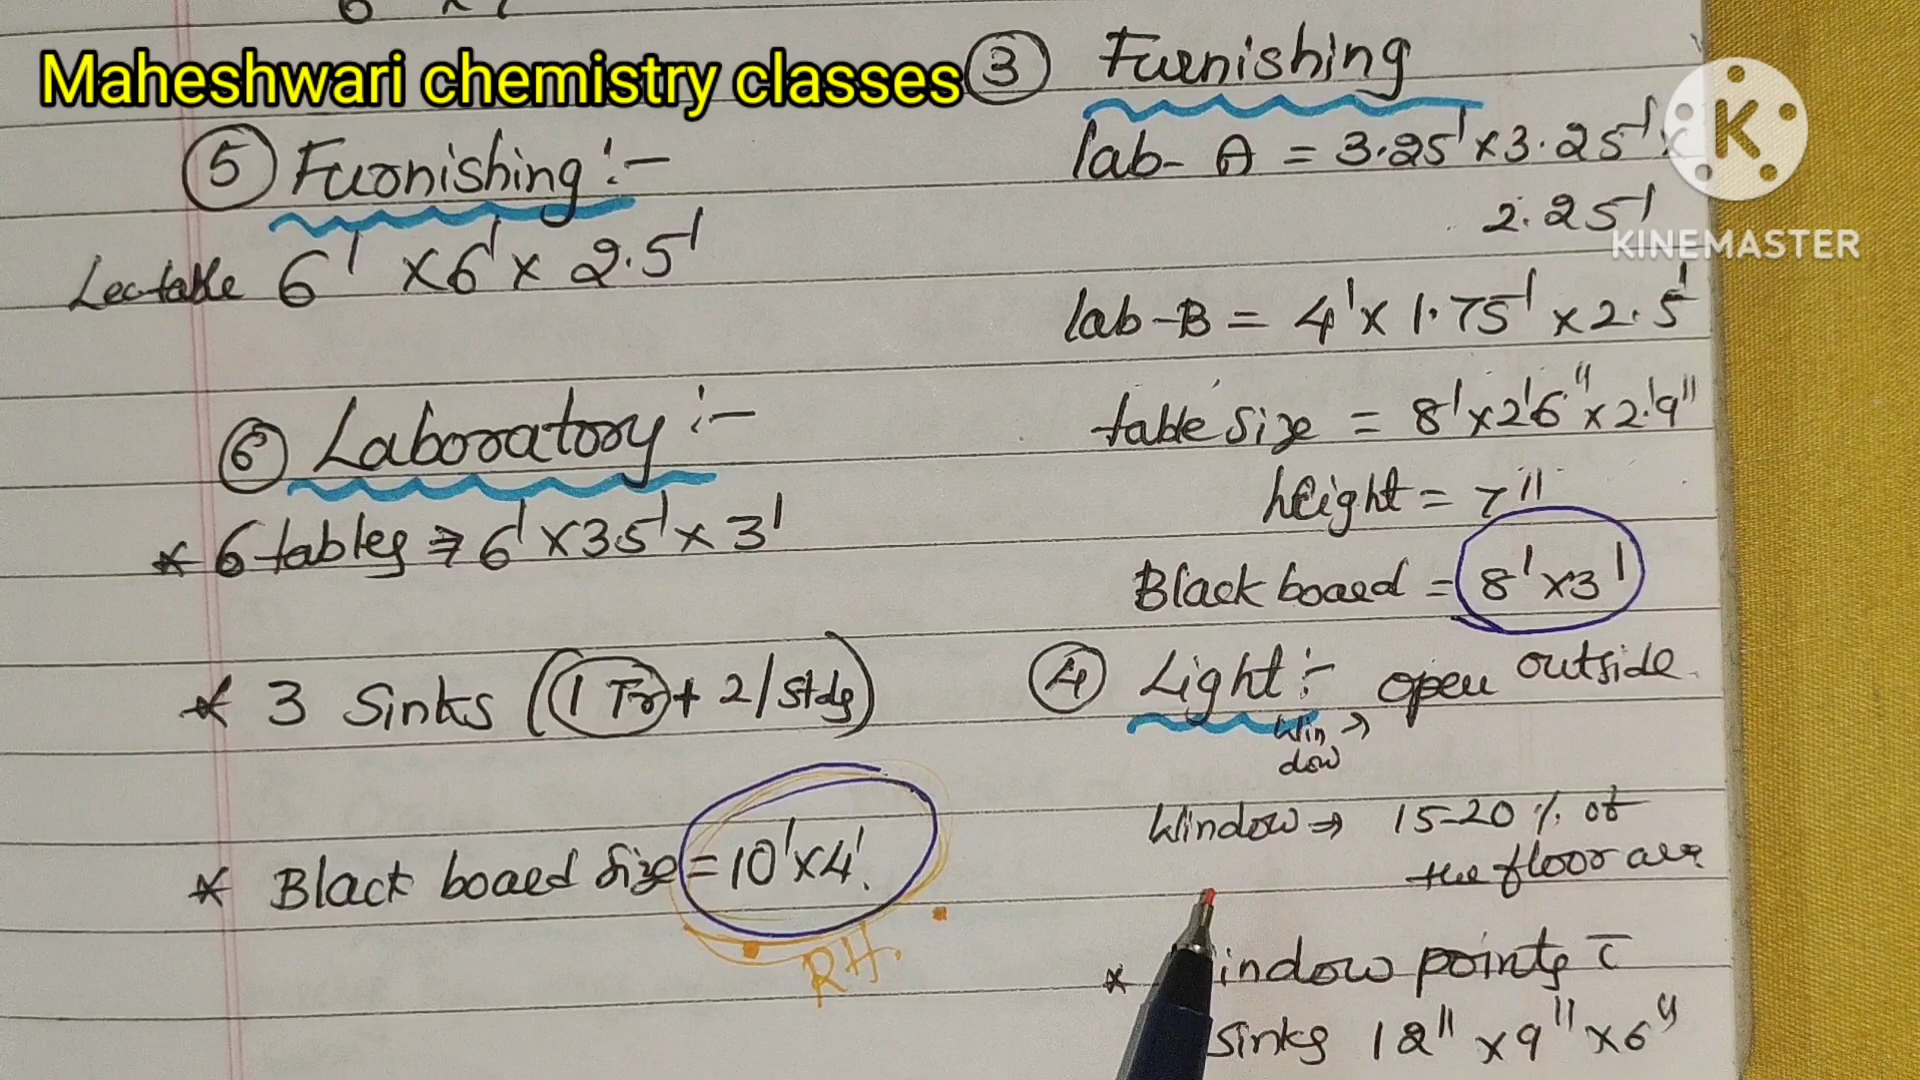 Maheshwari chemistry classes
⑤ Furnishing :-
Lec table 6' x 6' x 2.5'
⑥ Laboratory :-
* 6 tables ⇒ 6' x 3.5' x 3'
* 3 Sinks (1 Tr + 2/Stds)
* Black board Size = 10' x 4'.
RH.
③ Furnishing
lab- A = 3.25' x 3.25' x
2.25'
lab-B = 4' x 1.75' x 2.5'
table size = 8' x 2'6" x 2.'9"
height = 7"
Black board = 8' x 3'
④ Light :- open outside
Win →
dow
Window ⇒ 15-20 % of
the floor
* indow points c̄
sinks 12" x 9" x 6"
KINEMASTER